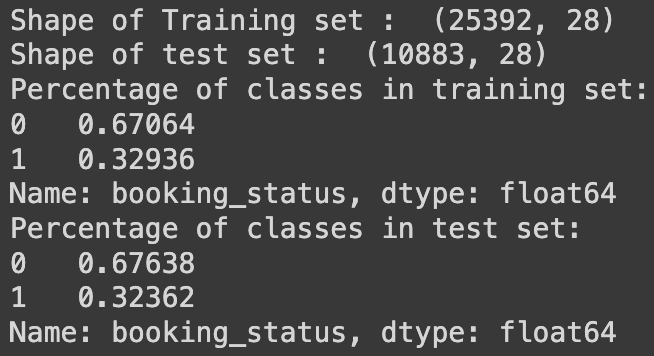 Shape of Training set :  (25392, 28)
Shape of test set :  (10883, 28)
Percentage of classes in training set:
0   0.67064
1   0.32936
Name: booking_status, dtype: float64
Percentage of classes in test set:
0   0.67638
1   0.32362
Name: booking_status, dtype: float64